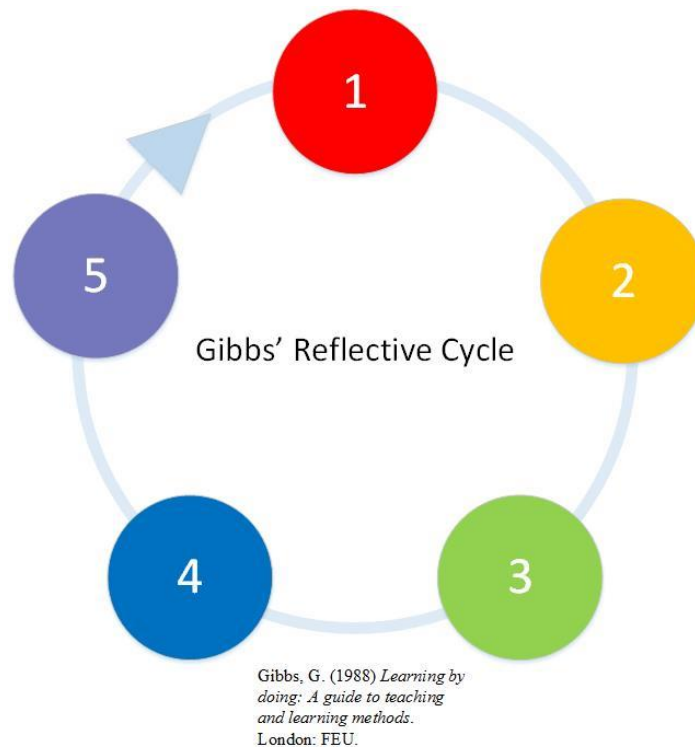 1
2
5
Gibbs’ Reflective Cycle
4
3
Gibbs, G. (1988) Learning by
doing: A guide to teaching
and learning methods.
London: FEU.